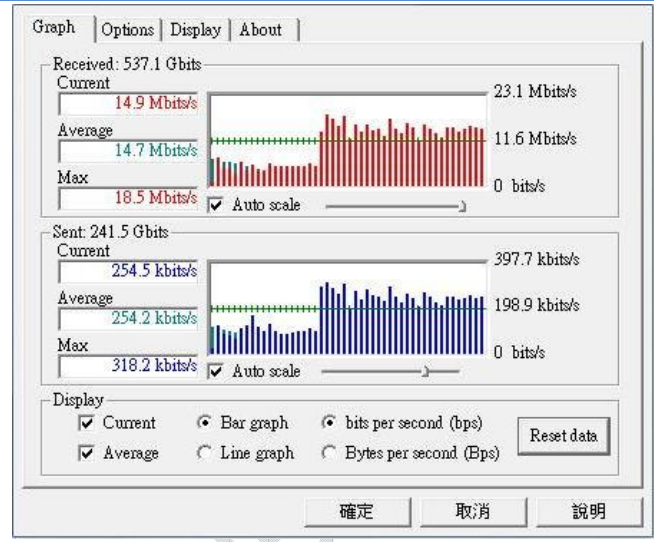 Graph Options Display About
Received: 537.1 Gbits
Current
14.9 Mbits/s
Average
14.7 Mbits/s
Max
18.5 Mbits/s
23.1 Mbits/s
11.6 Mbits/s
0 bits/s
Auto scale
Sent: 241.5 Gbits
Current
254.5 kbits/s
Average
254.2 kbits/s
Max
318.2 kbits/s
397.7 kbits/s
198.9 kbits/s
0 bits/s
Auto scale
Display
Current Bar graph bits per second (bps)
Average Line graph Bytes per second (Bps)
Reset data
確定 取消 說明